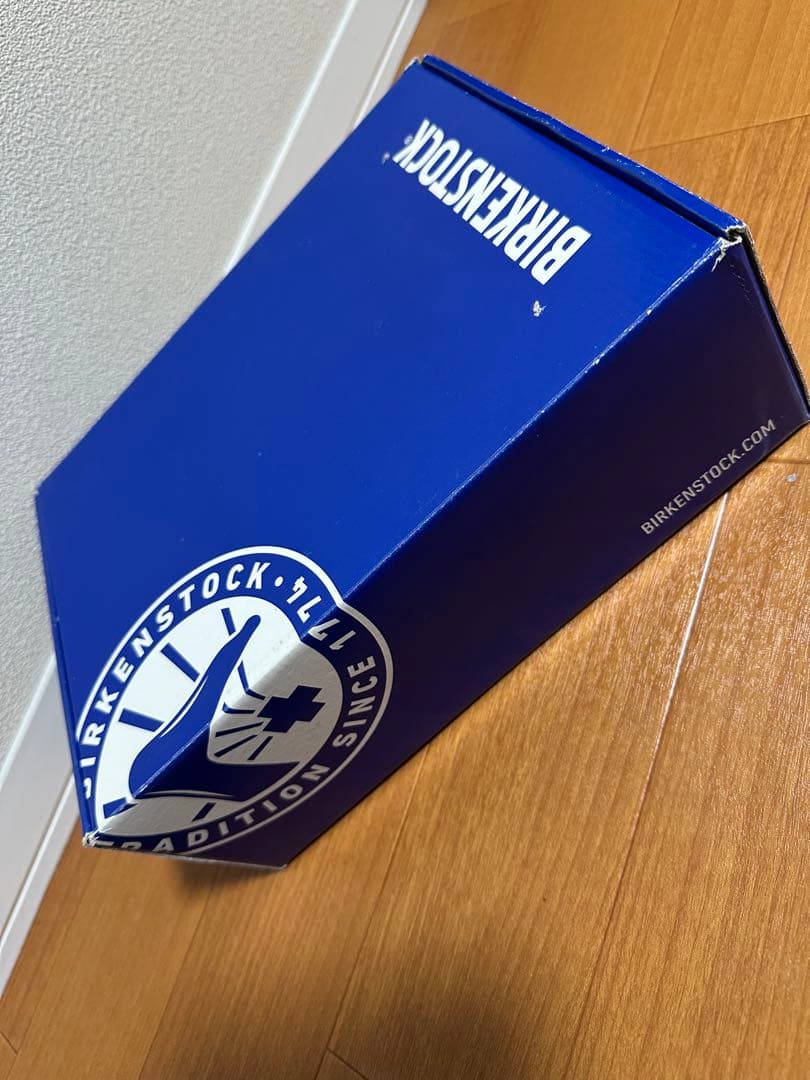 BIRKENSTOCK
BIRKENSTOCK.COM
BIRKENSTOCK • TRADITION SINCE 1774